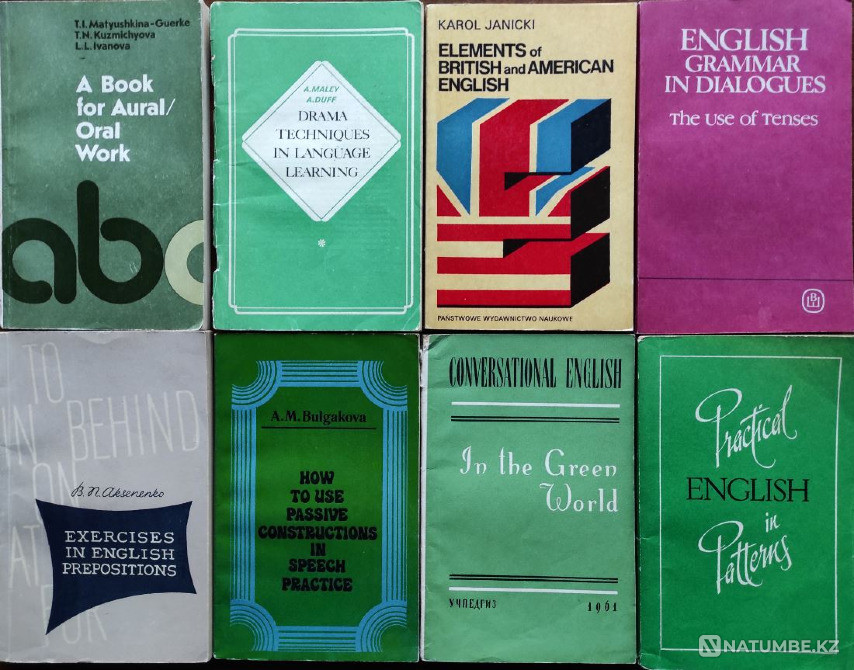 T.I. Matyushkina-Guerke
T.N. Kuzmichyova
L.L. Ivanova
A Book
for Aural/
Oral
Work
abc
A. MALEY
A. DUFF
DRAMA
TECHNIQUES
IN LANGUAGE
LEARNING
KAROL JANICKI
ELEMENTS of
BRITISH and AMERICAN
ENGLISH
PAŃSTWOWE WYDAWNICTWO NAUKOWE
ENGLISH
GRAMMAR
IN DIALOGUES
The Use of Tenses
TO
IN BEHIND
ON
AT
FOR
B. N. Aksenenko
EXERCISES
IN ENGLISH
PREPOSITIONS
A. M. Bulgakova
HOW
TO USE
PASSIVE
CONSTRUCTIONS
IN
SPEECH
PRACTICE
CONVERSATIONAL ENGLISH
In the Green
World
УЧПЕДГИЗ 1961
Practical
ENGLISH
in
Patterns
NATUMBE.KZ